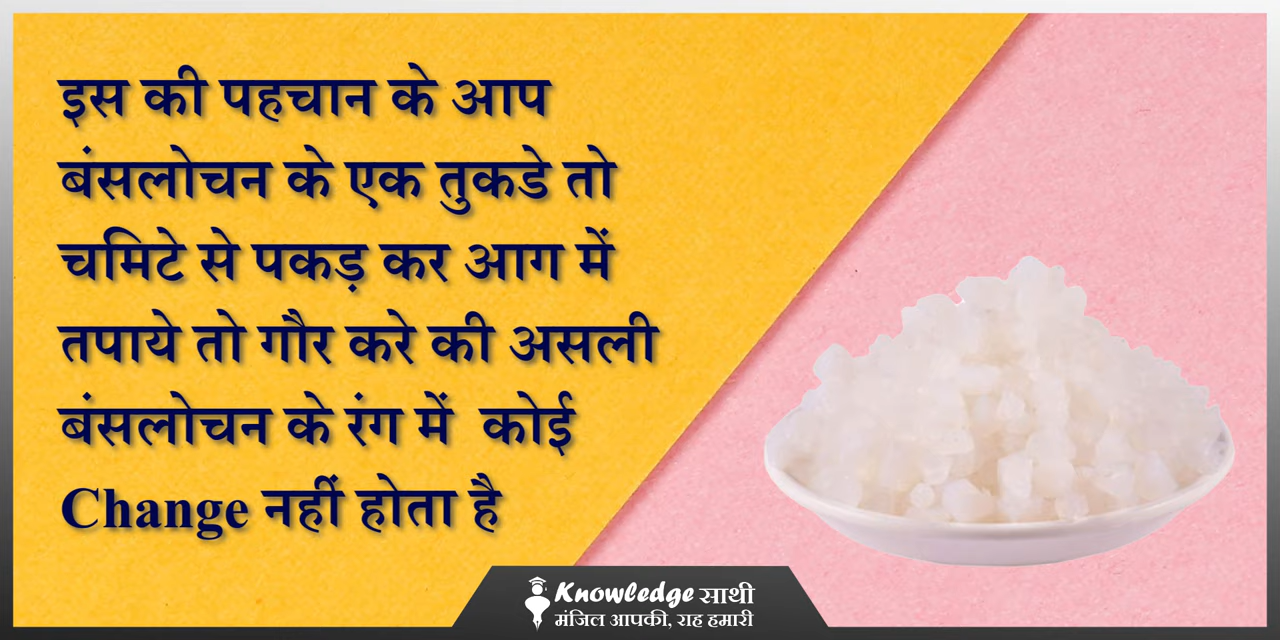 इस की पहचान के आप
बंसलोचन के एक तुकडे तो
चमिटे से पकड़ कर आग में
तपाये तो गौर करे की असली
बंसलोचन के रंग में  कोई
Change नहीं होता है
Knowledge साथी
मंजिल आपकी, राह हमारी